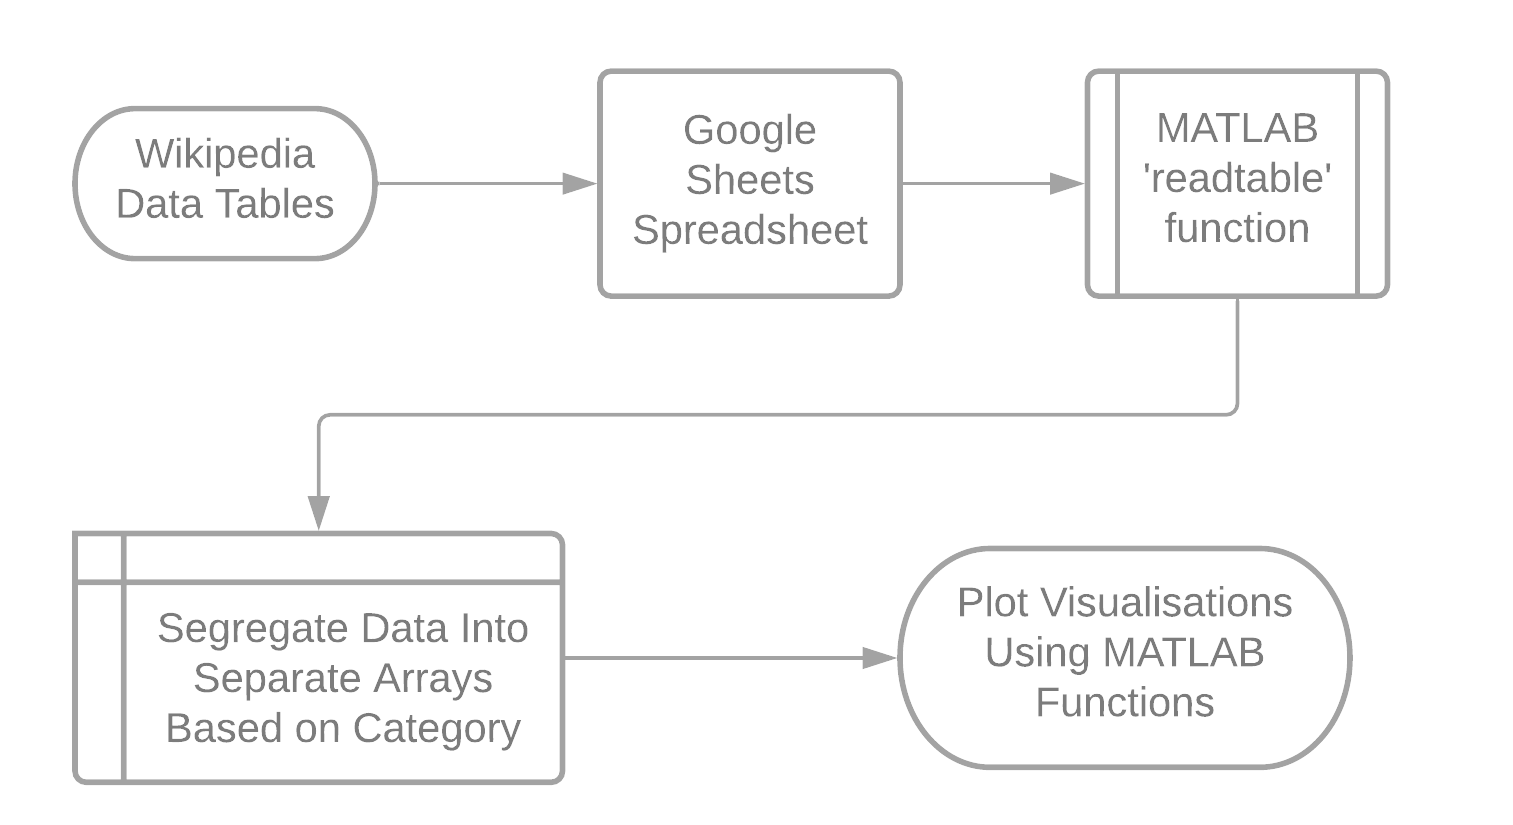 Wikipedia
Data Tables
Google
Sheets
Spreadsheet
MATLAB
'readtable'
function
Segregate Data Into
Separate Arrays
Based on Category
Plot Visualisations
Using MATLAB
Functions